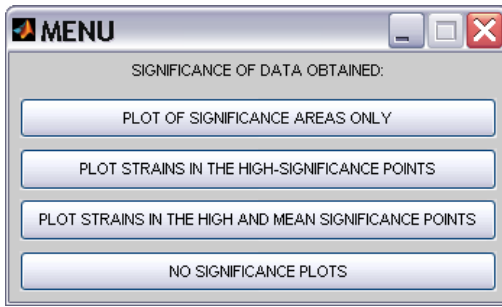 MENU
SIGNIFICANCE OF DATA OBTAINED:
PLOT OF SIGNIFICANCE AREAS ONLY
PLOT STRAINS IN THE HIGH-SIGNIFICANCE POINTS
PLOT STRAINS IN THE HIGH AND MEAN SIGNIFICANCE POINTS
NO SIGNIFICANCE PLOTS